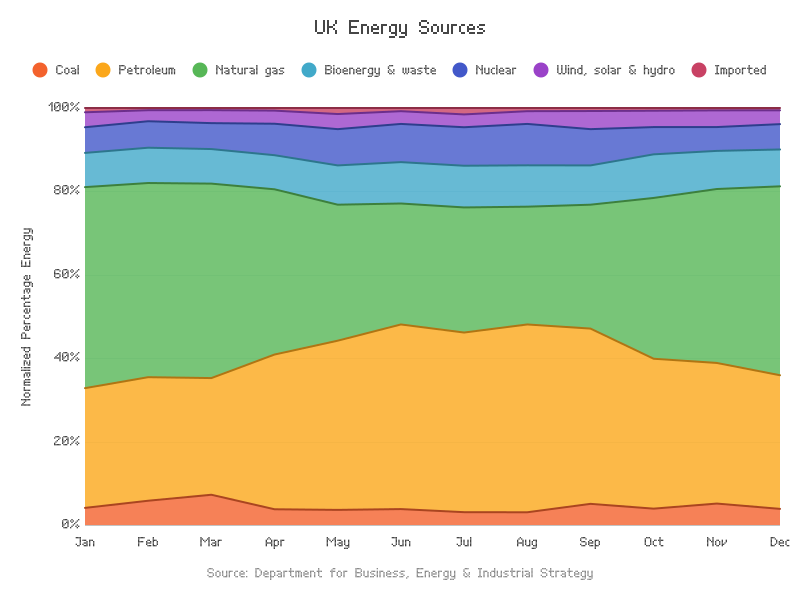 UK Energy Sources
Coal Petroleum Natural gas Bioenergy & waste Nuclear Wind, solar & hydro Imported
Normalized Percentage Energy
100%
80%
60%
40%
20%
0%
Jan Feb Mar Apr May Jun Jul Aug Sep Oct Nov Dec
Source: Department for Business, Energy & Industrial Strategy